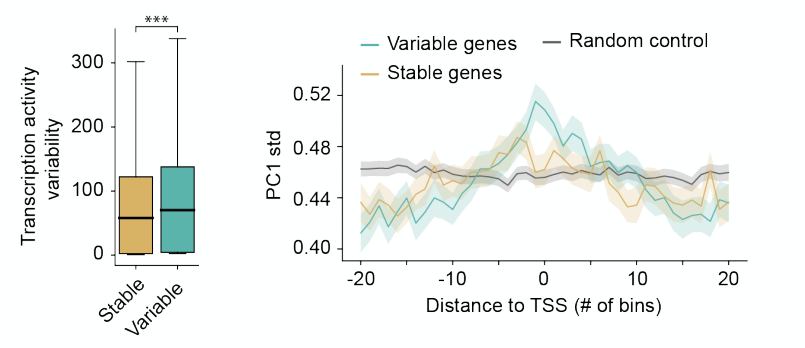 Transcription activity
variability
300
200
100
0
***
Stable
Variable
Variable genes
Random control
Stable genes
PC1 std
0.52
0.48
0.44
0.40
-20
-10
0
10
20
Distance to TSS (# of bins)